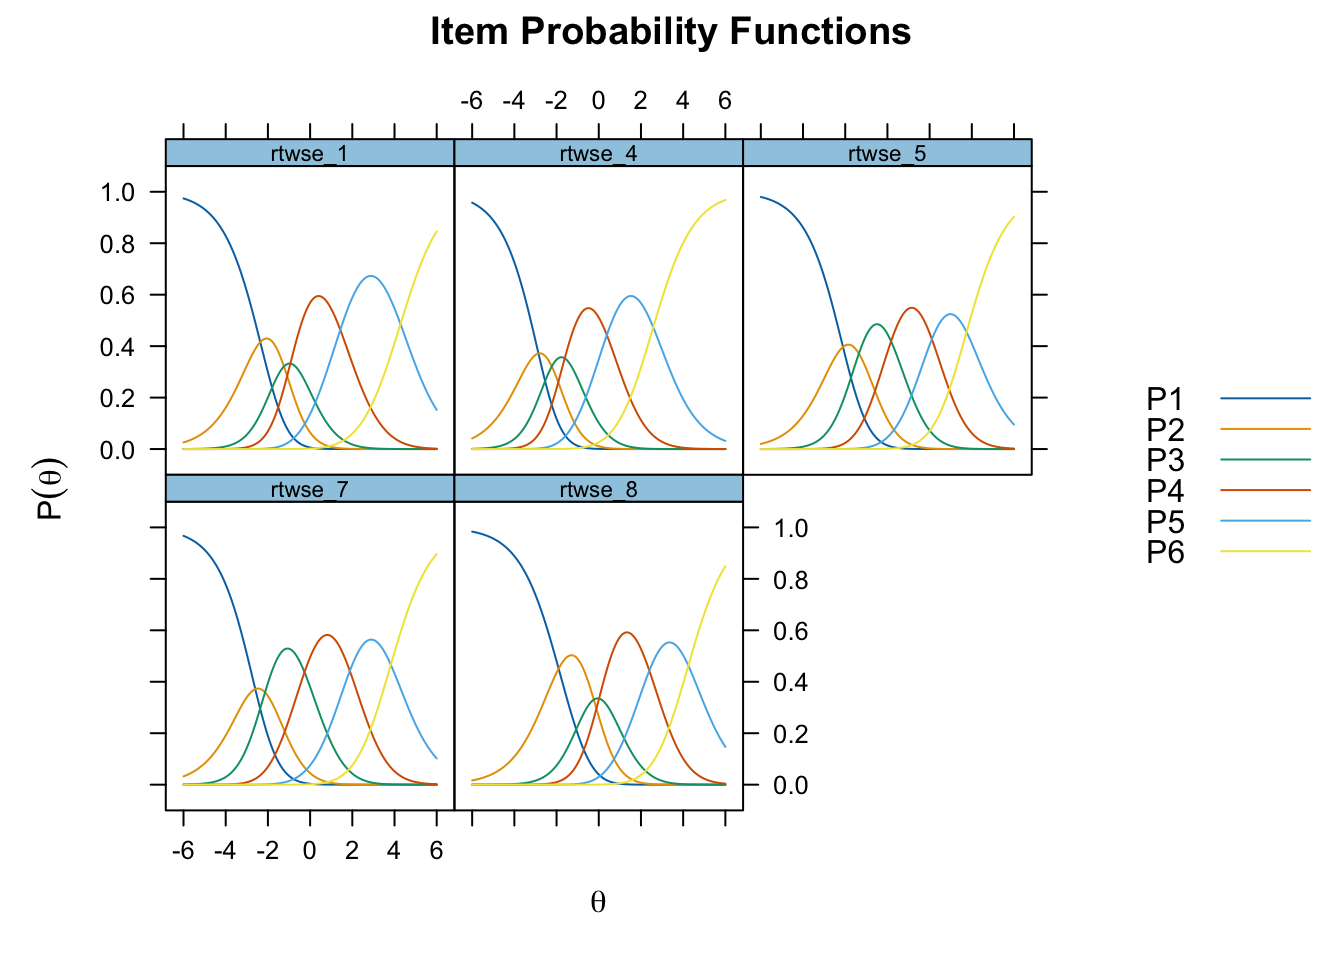 Item Probability Functions
-6 -4 -2 0 2 4 6
rtwse_1 rtwse_4 rtwse_5
1.0
0.8
0.6
0.4
0.2
0.0
P(θ)
rtwse_7 rtwse_8
1.0
0.8
0.6
0.4
0.2
0.0
-6 -4 -2 0 2 4 6
θ
P1
P2
P3
P4
P5
P6